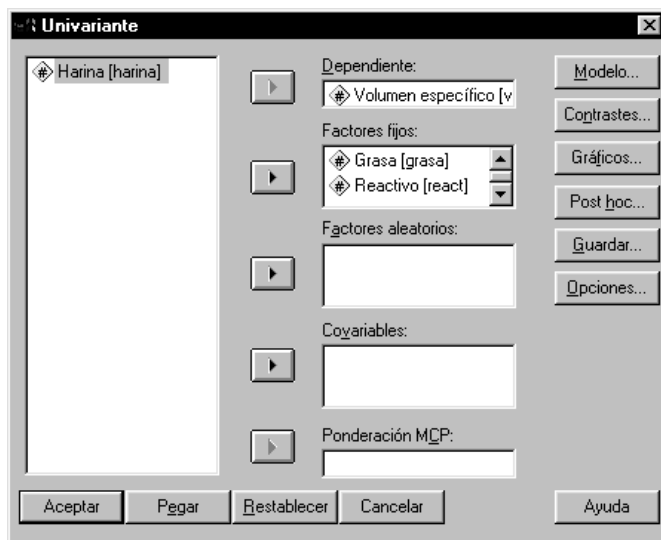 Univariante
Harina [harina]
Dependiente:
Volumen específico [v
Factores fijos:
Grasa [grasa]
Reactivo [react]
Factores aleatorios:
Covariables:
Ponderación MCP:
Modelo...
Contrastes...
Gráficos...
Post hoc...
Guardar...
Opciones...
Aceptar
Pegar
Restablecer
Cancelar
Ayuda